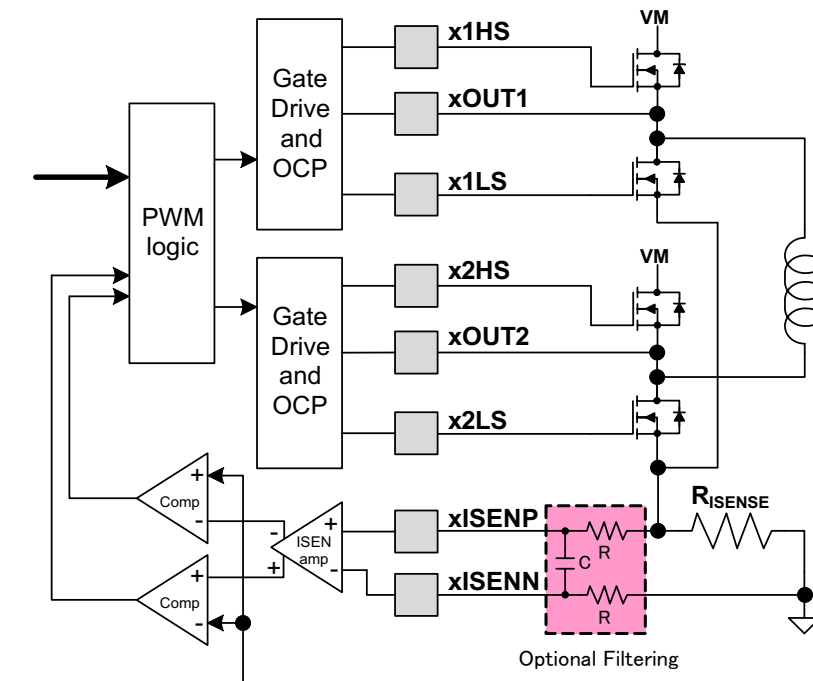 VM
x1HS
Gate
Drive
and
OCP
xOUT1
x1LS
PWM
logic
VM
x2HS
Gate
Drive
and
OCP
xOUT2
x2LS
+
Comp
-
-
+
ISEN
amp
+
-
xISENP
R
C
RISENSE
+
Comp
-
xISENN
R
Optional Filtering